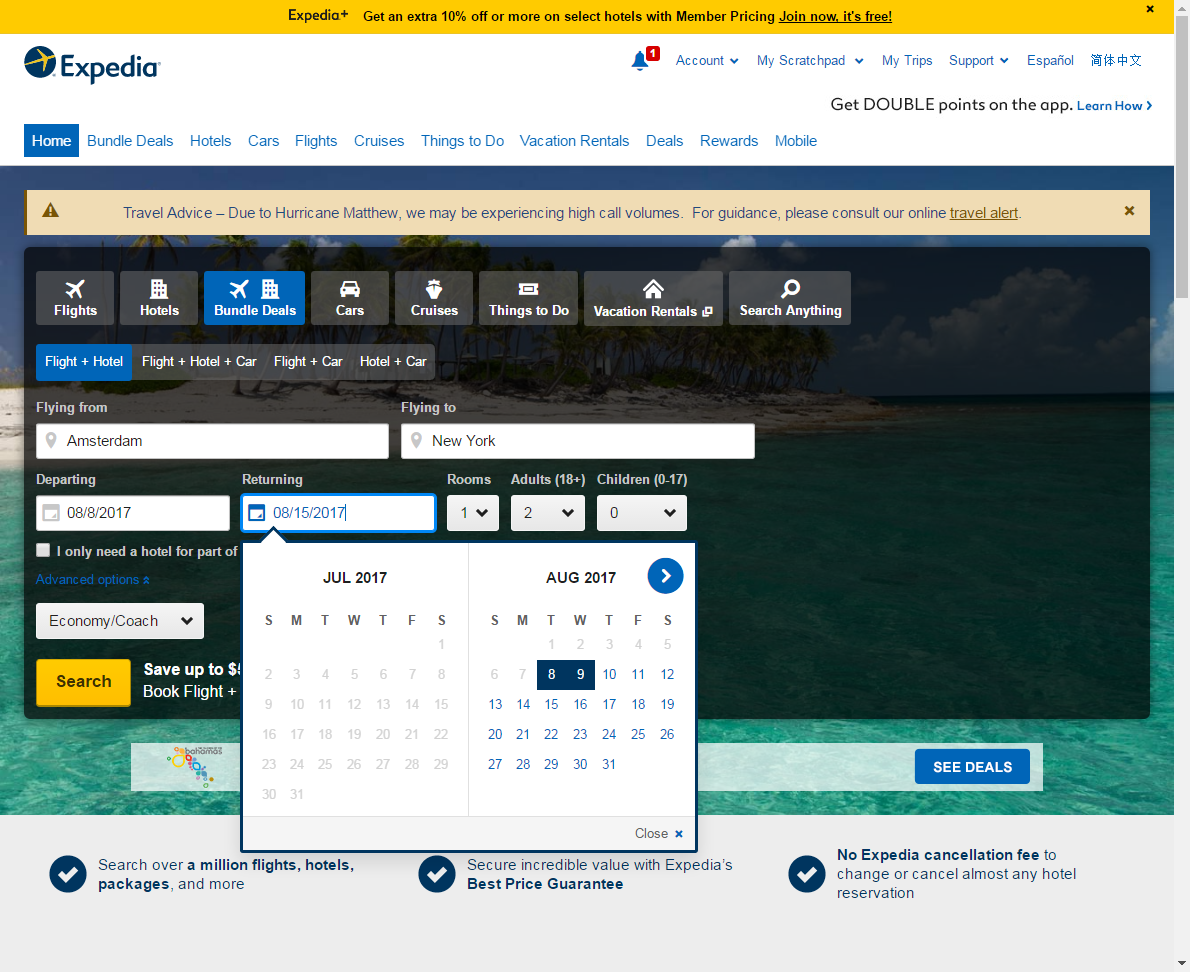 Expedia+ Get an extra 10% off or more on select hotels with Member Pricing Join now, it's free!
Expedia
1 Account My Scratchpad My Trips Support Español 简体中文
Get DOUBLE points on the app. Learn How
Home Bundle Deals Hotels Cars Flights Cruises Things to Do Vacation Rentals Deals Rewards Mobile
Travel Advice – Due to Hurricane Matthew, we may be experiencing high call volumes. For guidance, please consult our online travel alert.
Flights Hotels Bundle Deals Cars Cruises Things to Do Vacation Rentals Search Anything
Flight + Hotel Flight + Hotel + Car Flight + Car Hotel + Car
Flying from Flying to
Amsterdam New York
Departing Returning Rooms Adults (18+) Children (0-17)
08/8/2017 08/15/2017 1 2 0
I only need a hotel for part of
Advanced options
Economy/Coach
Search
Save up to $
Book Flight +
JUL 2017
S M T W T F S
1
2 3 4 5 6 7 8
9 10 11 12 13 14 15
16 17 18 19 20 21 22
23 24 25 26 27 28 29
30 31
AUG 2017
S M T W T F S
1 2 3 4 5
6 7 8 9 10 11 12
13 14 15 16 17 18 19
20 21 22 23 24 25 26
27 28 29 30 31
Close
bahamas
SEE DEALS
Search over a million flights, hotels,
packages, and more
Secure incredible value with Expedia's
Best Price Guarantee
No Expedia cancellation fee to
change or cancel almost any hotel
reservation